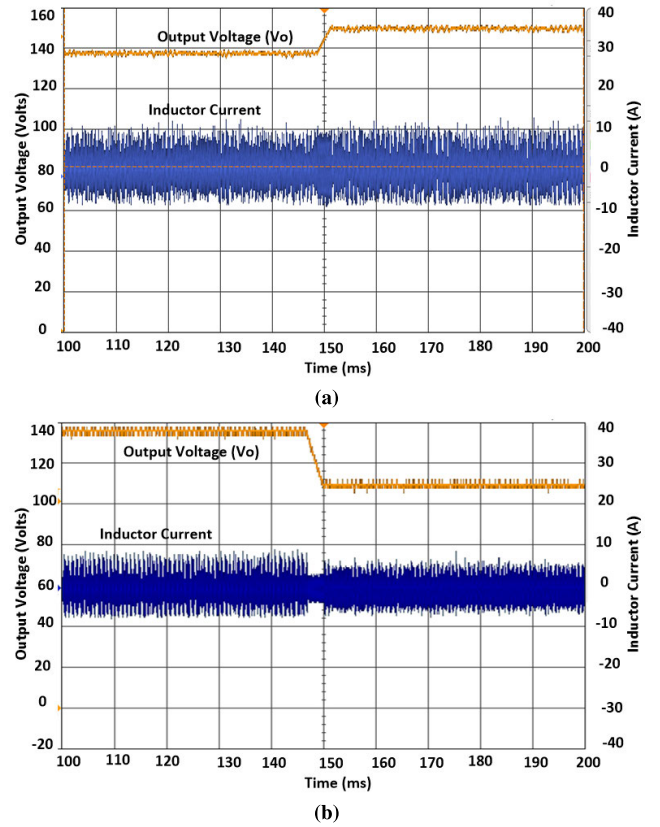 160
140
120
100
80
60
40
20
0
Output Voltage (Volts)
Output Voltage (Vo)
Inductor Current
40
30
20
10
0
-10
-20
-30
-40
Inductor Current (A)
100 110 120 130 140 150 160 170 180 190 200
Time (ms)
(a)
140
120
100
60
40
20
0
-20
Output Voltage (Volts)
Output Voltage (Vo)
Inductor Current
40
30
20
10
0
-10
-20
-30
-40
Inductor Current (A)
100 110 120 130 140 150 160 170 180 190 200
Time (ms)
(b)